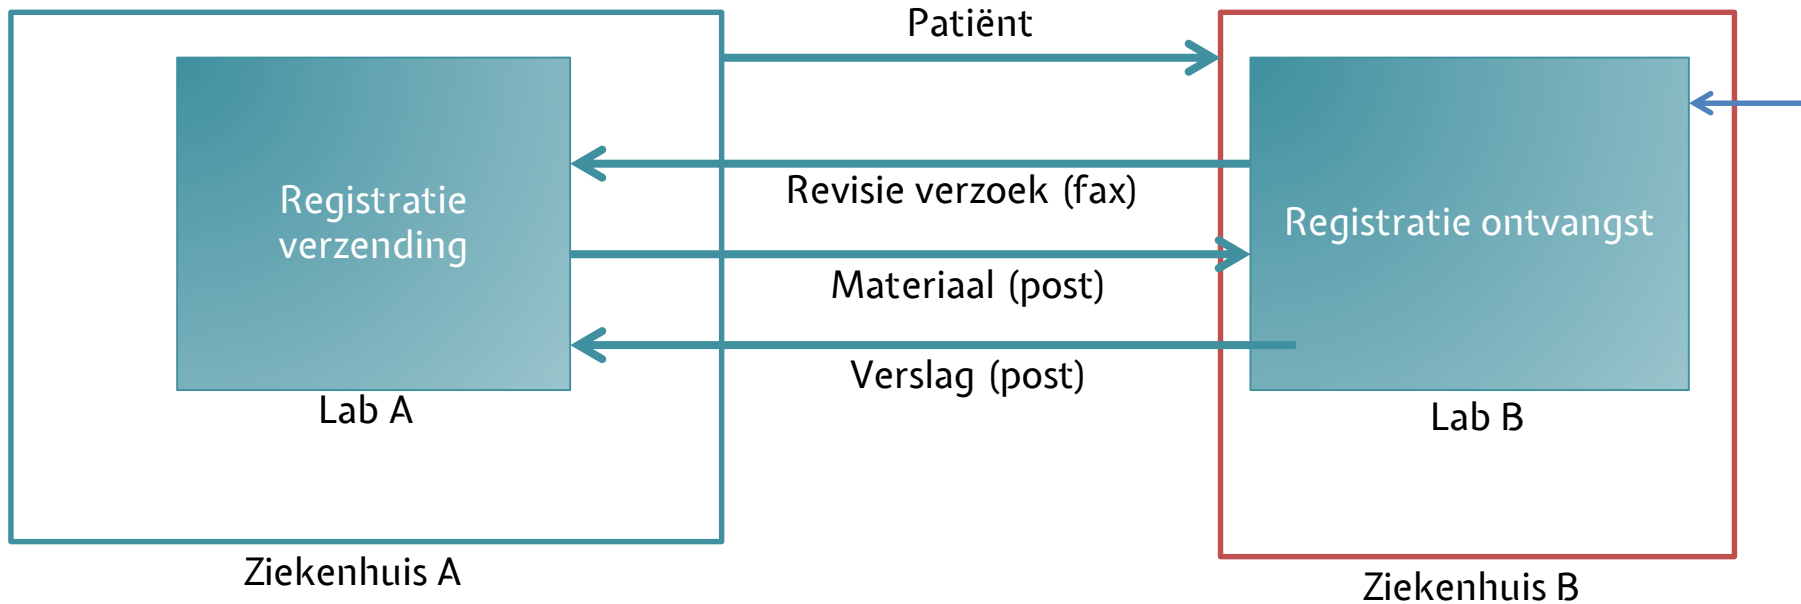 Patiënt
Revisie verzoek (fax)
Registratie
verzending
Registratie ontvangst
Materiaal (post)
Verslag (post)
Lab A
Lab B
Ziekenhuis A
Ziekenhuis B